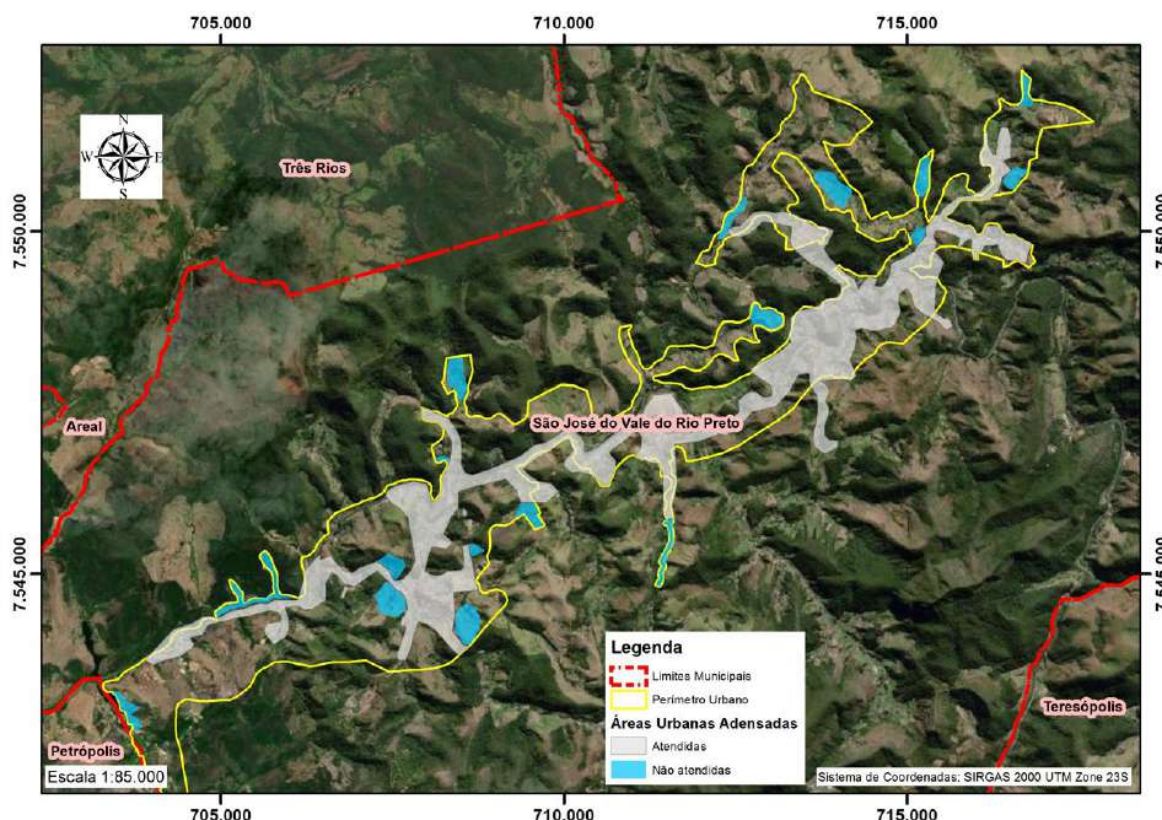 705.000
710.000
715.000
N
W
E
S
Três Rios
7.550.000
7.550.000
Areal
São José do Vale do Rio Preto
7.545.000
7.545.000
Legenda
Limites Municipais
Perímetro Urbano
Áreas Urbanas Adensadas
Atendidas
Não atendidas
Teresópolis
Petrópolis
Escala 1:85.000
Sistema de Coordenadas: SIRGAS 2000 UTM Zone 23S
705.000
710.000
715.000